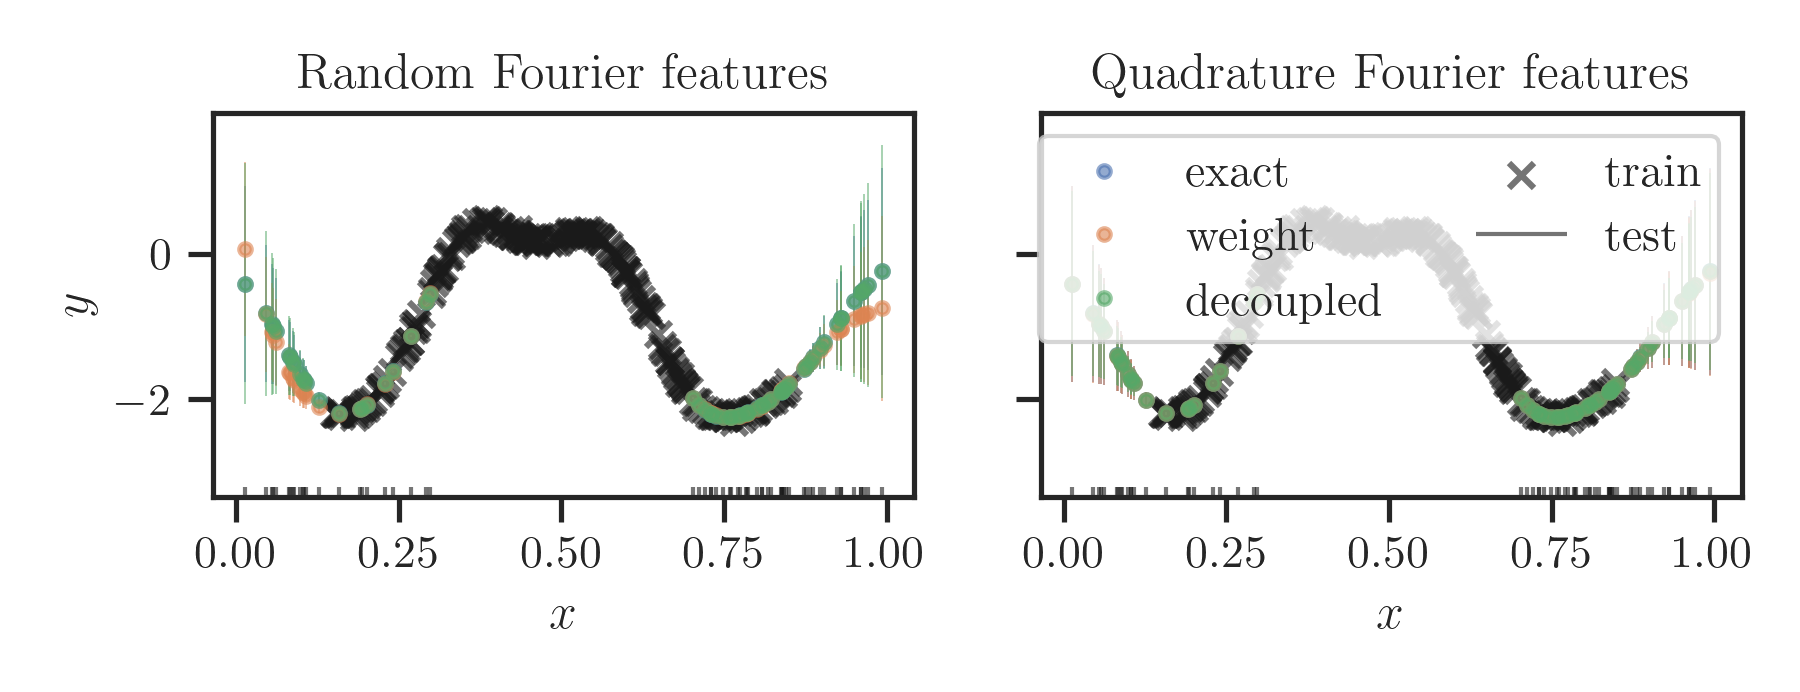 Random Fourier features
0
−2
y
0.00 0.25 0.50 0.75 1.00
x
Quadrature Fourier features
exact
weight
decoupled
train
test
0.00 0.25 0.50 0.75 1.00
x